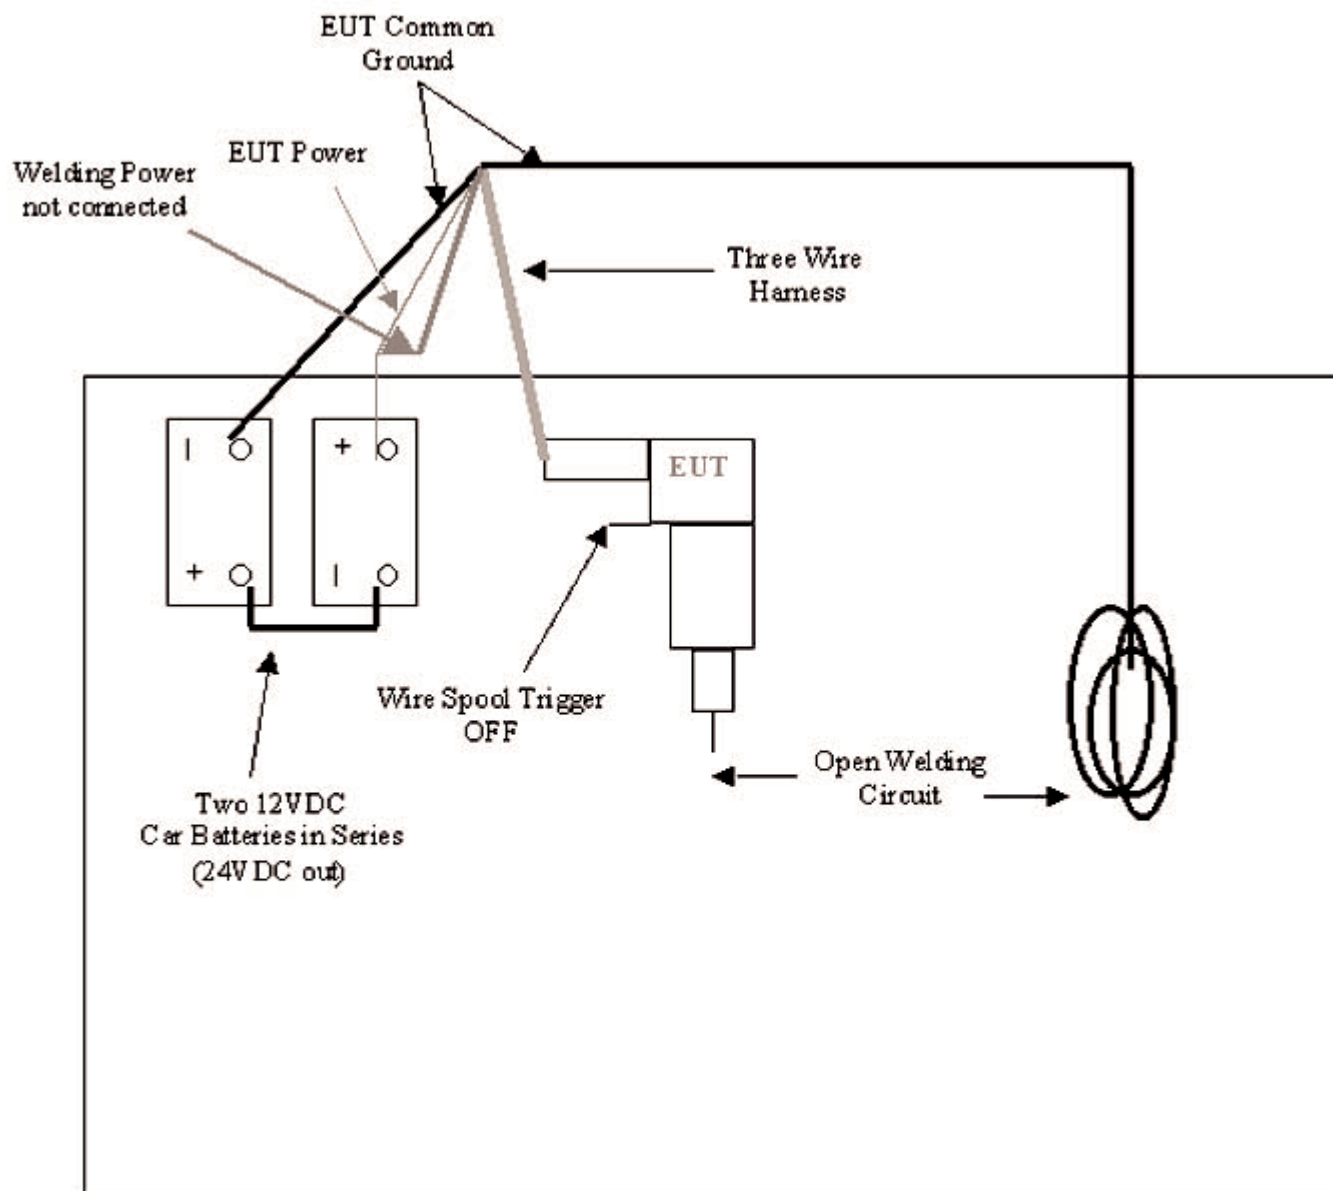 EUT Common
Ground
EUT Power
Welding Power
not connected
Three Wire
Harness
| +
EUT
+ |
Wire Spool Trigger
OFF
Open Welding
Circuit
Two 12VDC
Car Batteries in Series
(24VDC out)